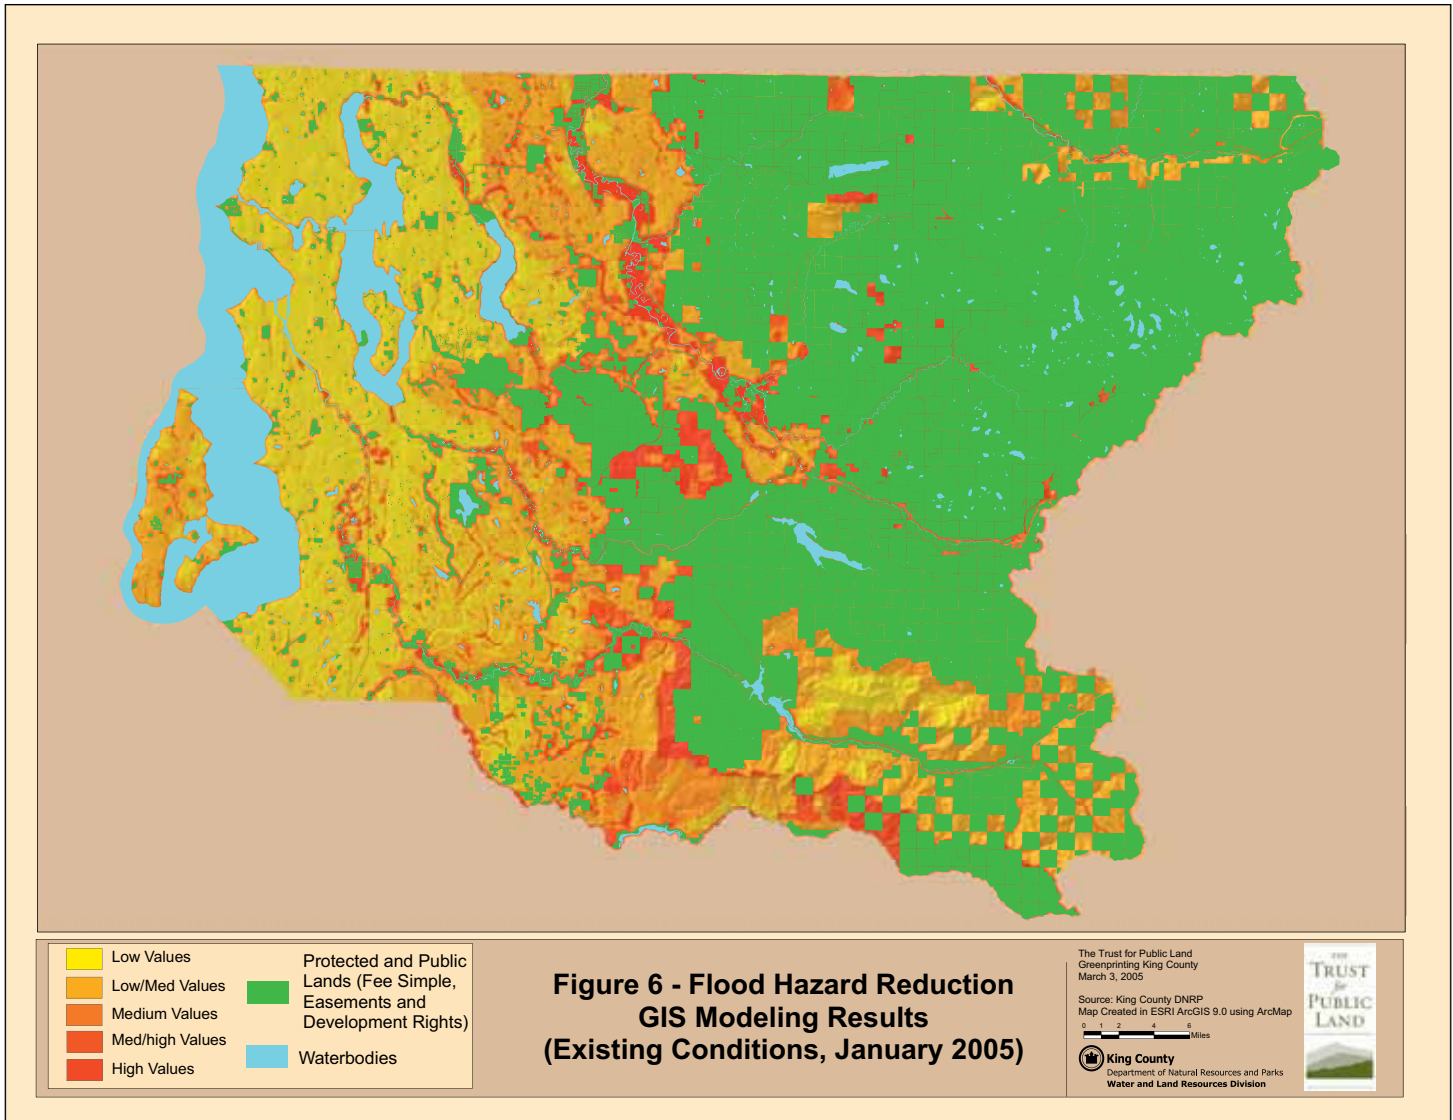 Low Values
Low/Med Values
Medium Values
Med/high Values
High Values
Protected and Public
Lands (Fee Simple,
Easements and
Development Rights)
Waterbodies
Figure 6 - Flood Hazard Reduction
GIS Modeling Results
(Existing Conditions, January 2005)
The Trust for Public Land
Greenprinting King County
March 3, 2005
Source: King County DNRP
Map Created in ESRI ArcGIS 9.0 using ArcMap
0 1 2 4 6
Miles
King County
Department of Natural Resources and Parks
Water and Land Resources Division
THE
TRUST
for
PUBLIC
LAND